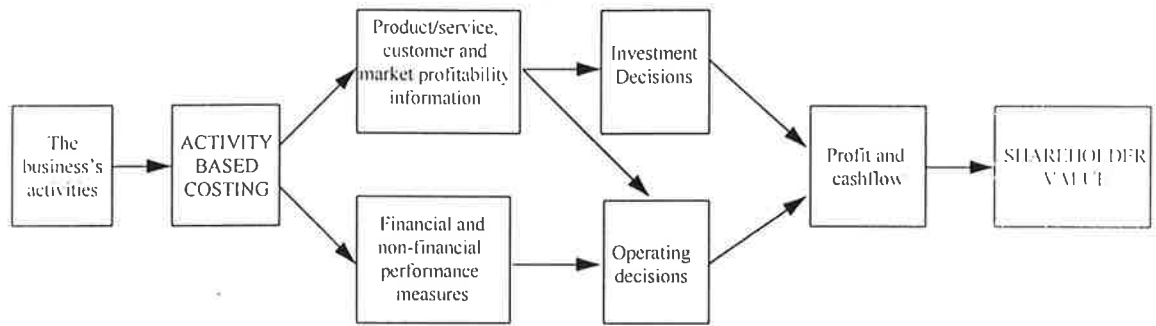 The
business's
activities
ACTIVITY
BASED
COSTING
Product/service,
customer and
market profitability
information
Financial and
non-financial
performance
measures
Investment
Decisions
Operating
decisions
Profit and
cashflow
SHAREHOLDER
VALUE